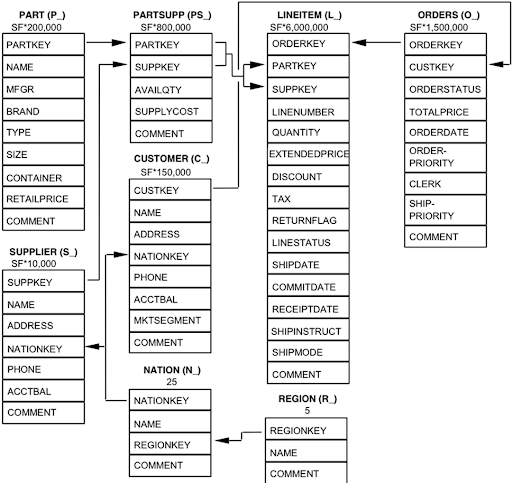 PART (P_)
SF*200,000
PARTKEY
NAME
MFGR
BRAND
TYPE
SIZE
CONTAINER
RETAILPRICE
COMMENT
SUPPLIER (S_)
SF*10,000
SUPPKEY
NAME
ADDRESS
NATIONKEY
PHONE
ACCTBAL
COMMENT
PARTSUPP (PS_)
SF*800,000
PARTKEY
SUPPKEY
AVAILQTY
SUPPLYCOST
COMMENT
CUSTOMER (C_)
SF*150,000
CUSTKEY
NAME
ADDRESS
NATIONKEY
PHONE
ACCTBAL
MKTSEGMENT
COMMENT
NATION (N_)
25
NATIONKEY
NAME
REGIONKEY
COMMENT
LINEITEM (L_)
SF*6,000,000
ORDERKEY
PARTKEY
SUPPKEY
LINENUMBER
QUANTITY
EXTENDEDPRICE
DISCOUNT
TAX
RETURNFLAG
LINESTATUS
SHIPDATE
COMMITDATE
RECEIPTDATE
SHIPINSTRUCT
SHIPMODE
COMMENT
REGION (R_)
5
REGIONKEY
NAME
COMMENT
ORDERS (O_)
SF*1,500,000
ORDERKEY
CUSTKEY
ORDERSTATUS
TOTALPRICE
ORDERDATE
ORDER-
PRIORITY
CLERK
SHIP-
PRIORITY
COMMENT